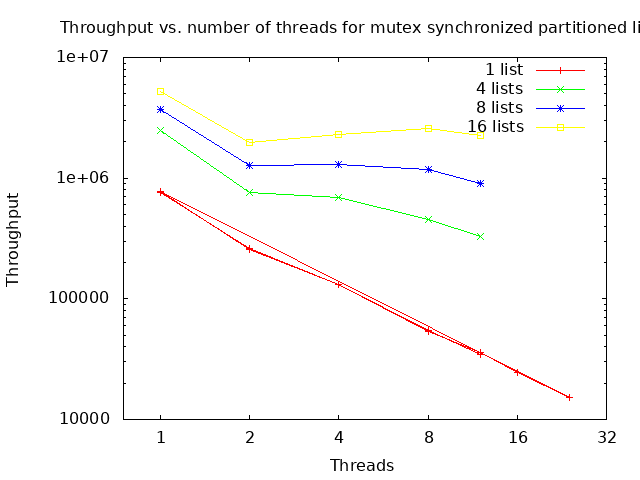 Throughput vs. number of threads for mutex synchronized partitioned li
1e+07
1 list
4 lists
8 lists
16 lists
1e+06
Throughput
100000
10000
1 2 4 8 16 32
Threads